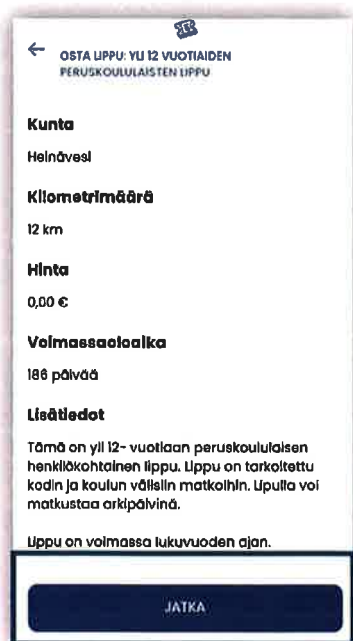 OSTA LIPPU: YLI 12 VUOTIAIDEN
PERUSKOULULAISTEN LIPPU
Kunta
Heinävesi
Kilometrimäärä
12 km
Hinta
0,00 €
Voimassaoloaika
186 päivää
Lisätiedot
Tämä on yli 12- vuotiaan peruskoululaisen
henkilökohtainen lippu. Lippu on tarkoitettu
kodin ja koulun välisiin matkoihin. Lipulla voi
matkustaa arkipäivinä.
Lippu on voimassa lukuvuoden ajan.
JATKA